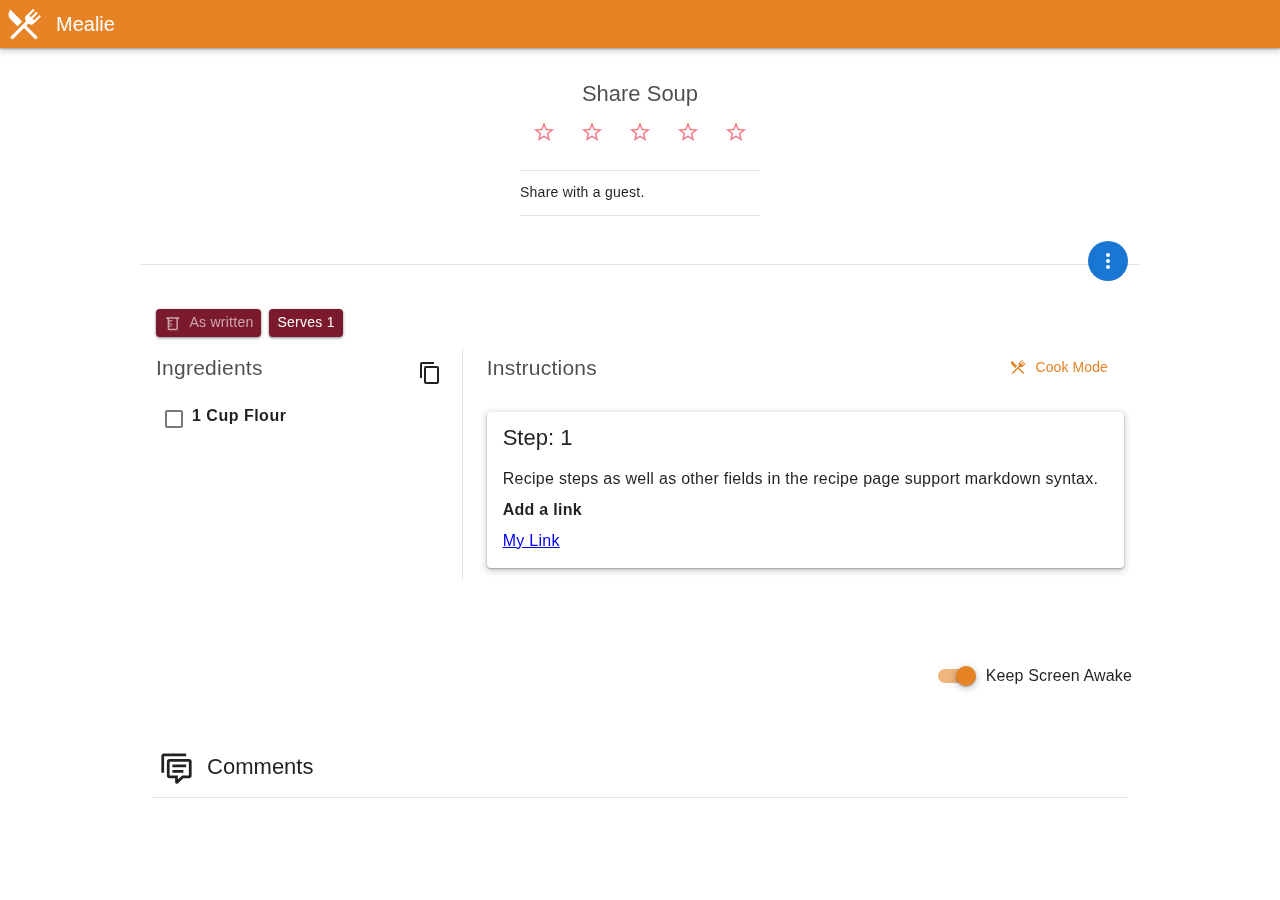 Mealie
Share Soup
Share with a guest.
As written
Serves 1
Ingredients
1 Cup Flour
Instructions
Cook Mode
Step: 1
Recipe steps as well as other fields in the recipe page support markdown syntax.
Add a link
My Link
Keep Screen Awake
Comments